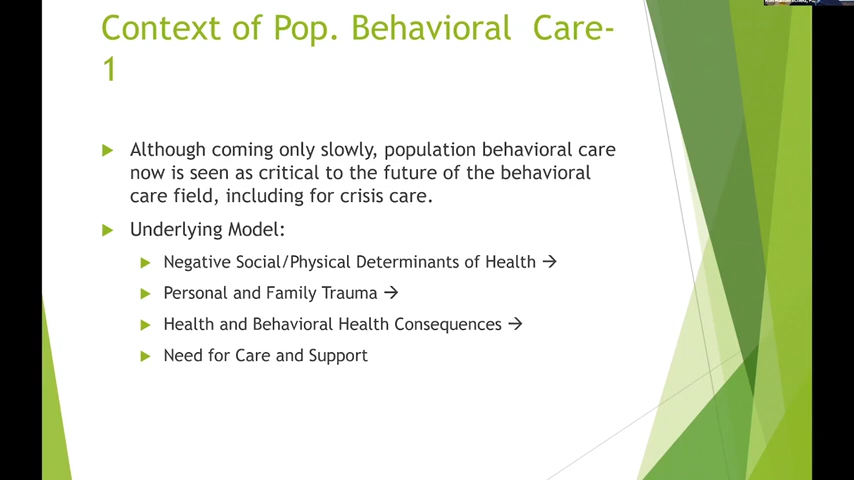 Context of Pop. Behavioral Care-
1
Although coming only slowly, population behavioral care
now is seen as critical to the future of the behavioral
care field, including for crisis care.
Underlying Model:
Negative Social/Physical Determinants of Health →
Personal and Family Trauma →
Health and Behavioral Health Consequences →
Need for Care and Support